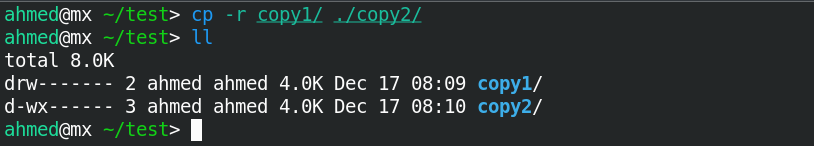 ahmed@mx ~/test> cp -r copy1/ ./copy2/
ahmed@mx ~/test> ll
total 8.0K
drw------- 2 ahmed ahmed 4.0K Dec 17 08:09 copy1/
d-wx------ 3 ahmed ahmed 4.0K Dec 17 08:10 copy2/
ahmed@mx ~/test>